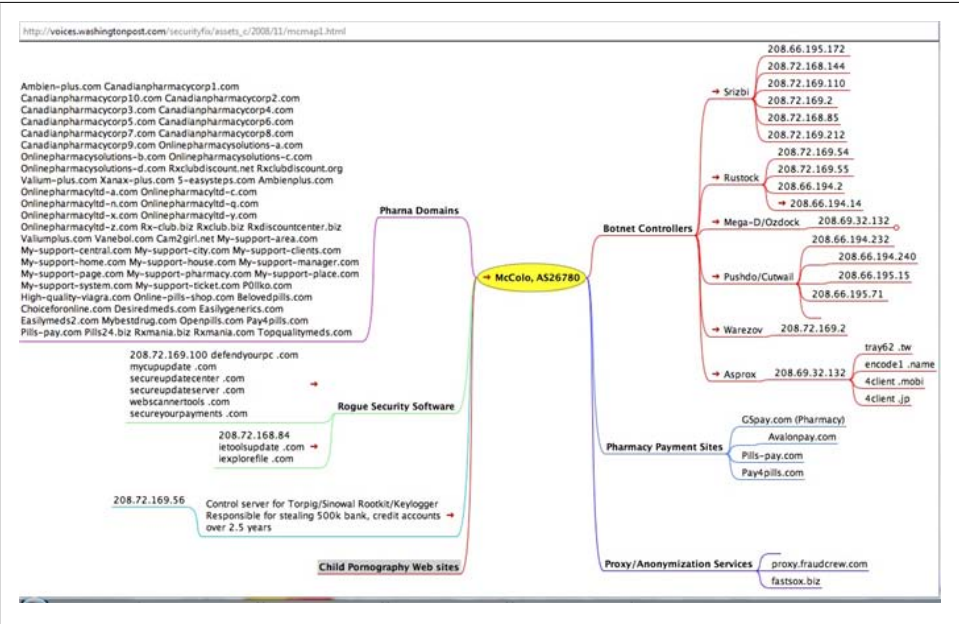 http://voices.washingtonpost.com/securityfix/assets_c/2008/11/mcmap1.html
Ambien-plus.com Canadianpharmacycorp1.com
Canadianpharmacycorp10.com Canadianpharmacycorp2.com
Canadianpharmacycorp3.com Canadianpharmacycorp4.com
Canadianpharmacycorp5.com Canadianpharmacycorp6.com
Canadianpharmacycorp7.com Canadianpharmacycorp8.com
Canadianpharmacycorp9.com Onlinepharmacysolutions-a.com
Onlinepharmacysolutions-b.com Onlinepharmacysolutions-c.com
Onlinepharmacysolutions-d.com Rxclubdiscount.net Rxclubdiscount.org
Valium-plus.com Xanax-plus.com 5-easysteps.com Ambienplus.com
Onlinepharmacyltd-a.com Onlinepharmacyltd-c.com
Onlinepharmacyltd-n.com Onlinepharmacyltd-q.com
Onlinepharmacyltd-x.com Onlinepharmacyltd-y.com
Onlinepharmacyltd-z.com Rx-club.biz Rxclub.biz Rxdiscountcenter.biz
Valiumplus.com Vanebol.com Cam2girl.net My-support-area.com
My-support-central.com My-support-city.com My-support-clients.com
My-support-home.com My-support-house.com My-support-manager.com
My-support-page.com My-support-pharmacy.com My-support-place.com
My-support-system.com My-support-ticket.com P0llko.com
High-quality-viagra.com Online-pills-shop.com Belovedpills.com
Choiceforonline.com Desiredmeds.com Easilygenerics.com
Easilymeds2.com Mybestdrug.com Openpills.com Pay4pills.com
Pills-pay.com Pills24.biz Rxmania.biz Rxmania.com Topqualitymeds.com
Pharna Domains
208.72.169.100 defendyourpc .com
mycupupdate .com
secureupdatecenter .com
secureupdateserver .com
webscannertools .com
secureyourpayments .com
Rogue Security Software
208.72.168.84
ietoolsupdate .com
iexplorefile .com
208.72.169.56
Control server for Torpig/Sinowal Rootkit/Keylogger
Responsible for stealing 500k bank, credit accounts
over 2.5 years
Child Pornography Web sites
McColo, AS26780
Botnet Controllers
Srizbi
208.66.195.172
208.72.168.144
208.72.169.110
208.72.169.2
208.72.168.85
208.72.169.212
Rustock
208.72.169.54
208.72.169.55
208.66.194.2
208.66.194.14
Mega-D/Ozdock 208.69.32.132
Pushdo/Cutwail
208.66.194.232
208.66.194.240
208.66.195.15
208.66.195.71
Warezov 208.72.169.2
Asprox 208.69.32.132
tray62 .tw
encode1 .name
4client .mobi
4client .jp
Pharmacy Payment Sites
GSpay.com (Pharmacy)
Avalonpay.com
Pills-pay.com
Pay4pills.com
Proxy/Anonymization Services
proxy.fraudcrew.com
fastsox.biz